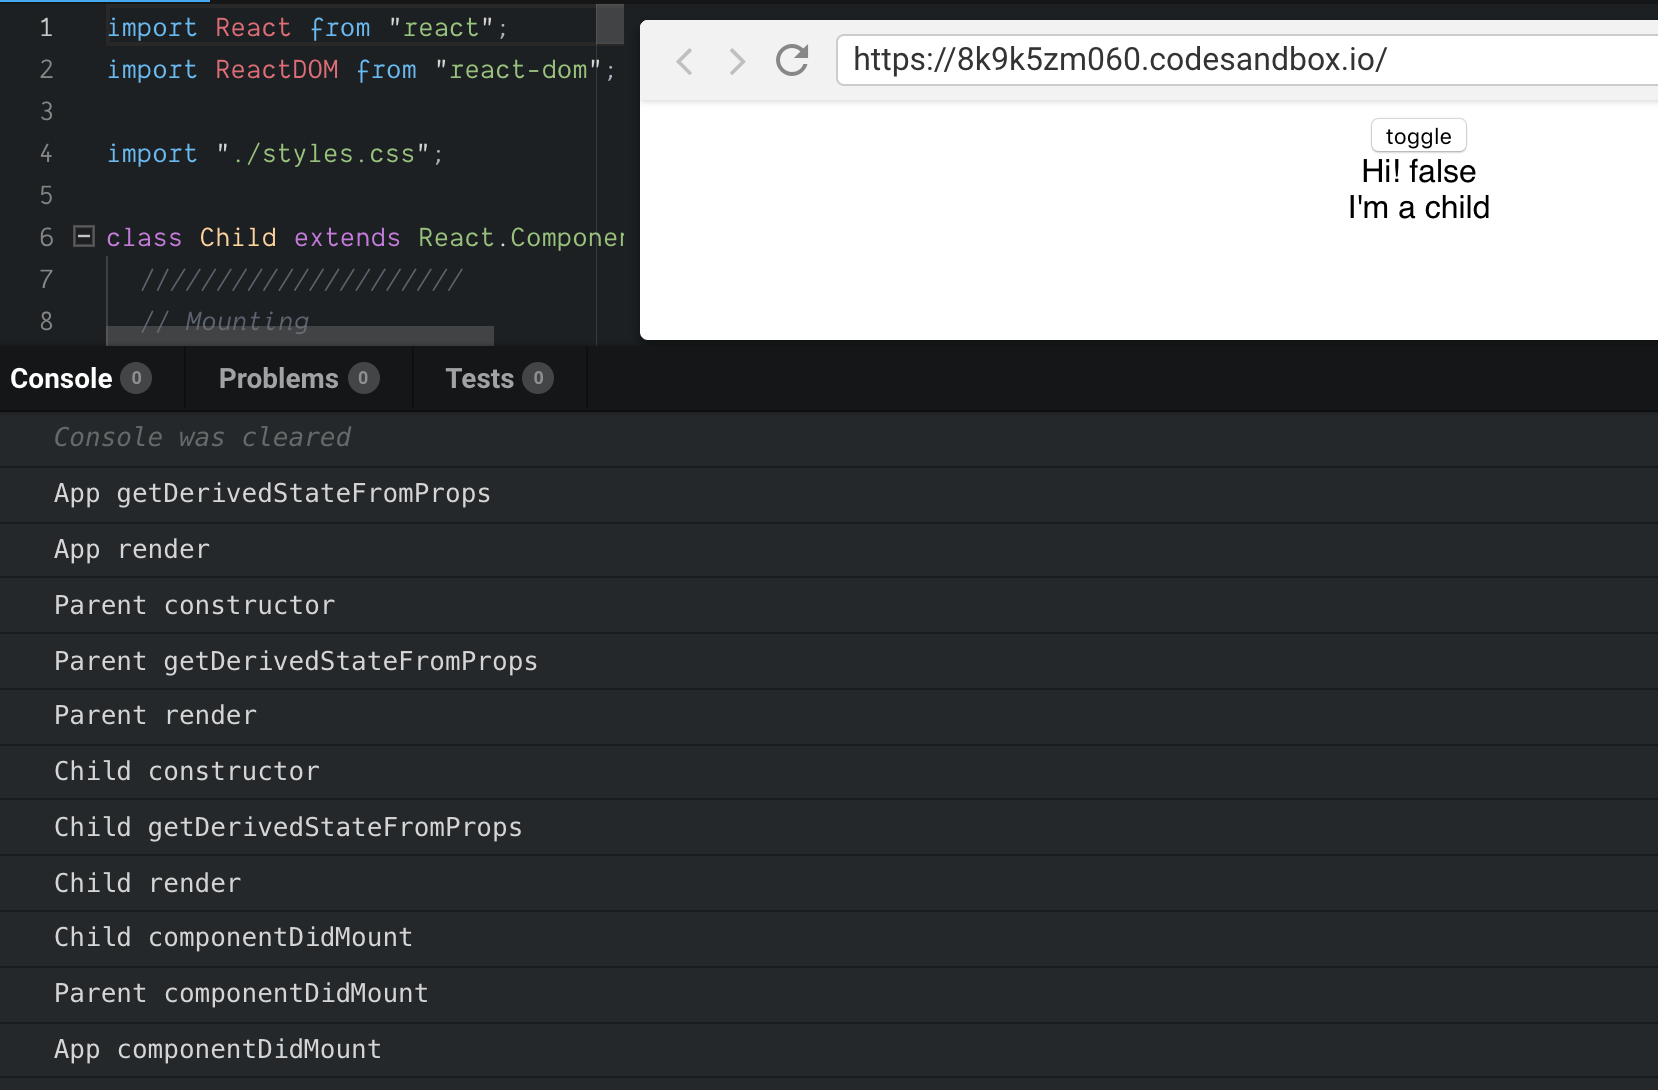 1 import React from "react";
2 import ReactDOM from "react-dom";
3
4 import "./styles.css";
5
6 class Child extends React.Componen
7 /////////////////////
8 // Mounting
https://8k9k5zm060.codesandbox.io/
toggle
Hi! false
I'm a child
Console 0 Problems 0 Tests 0
Console was cleared
App getDerivedStateFromProps
App render
Parent constructor
Parent getDerivedStateFromProps
Parent render
Child constructor
Child getDerivedStateFromProps
Child render
Child componentDidMount
Parent componentDidMount
App componentDidMount